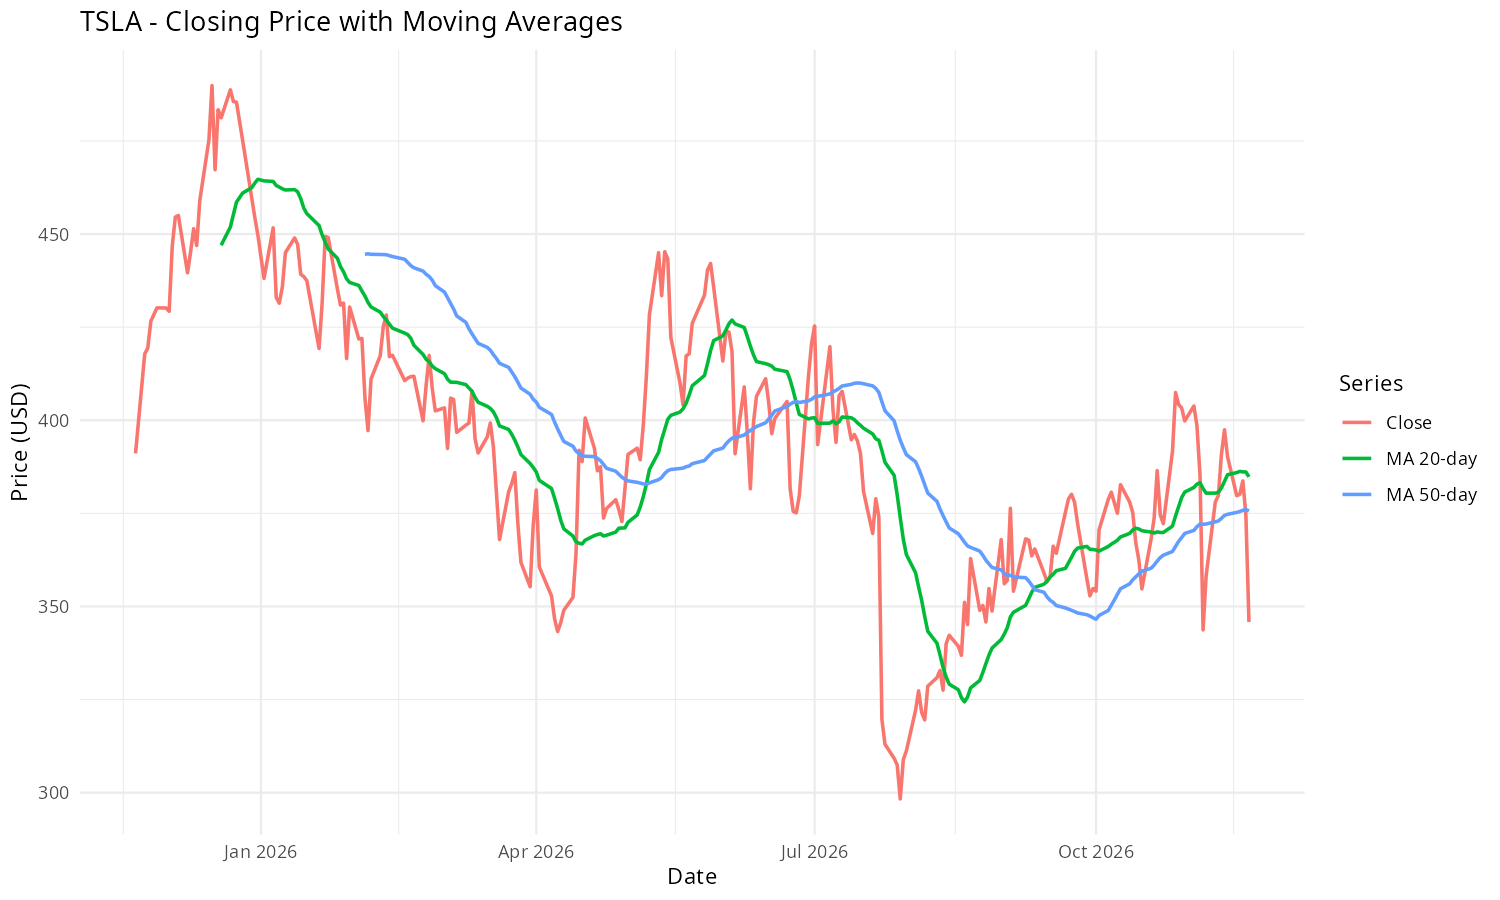 TSLA - Closing Price with Moving Averages
Price (USD)
450
400
350
300
Jan 2026
Apr 2026
Jul 2026
Oct 2026
Date
Series
Close
MA 20-day
MA 50-day